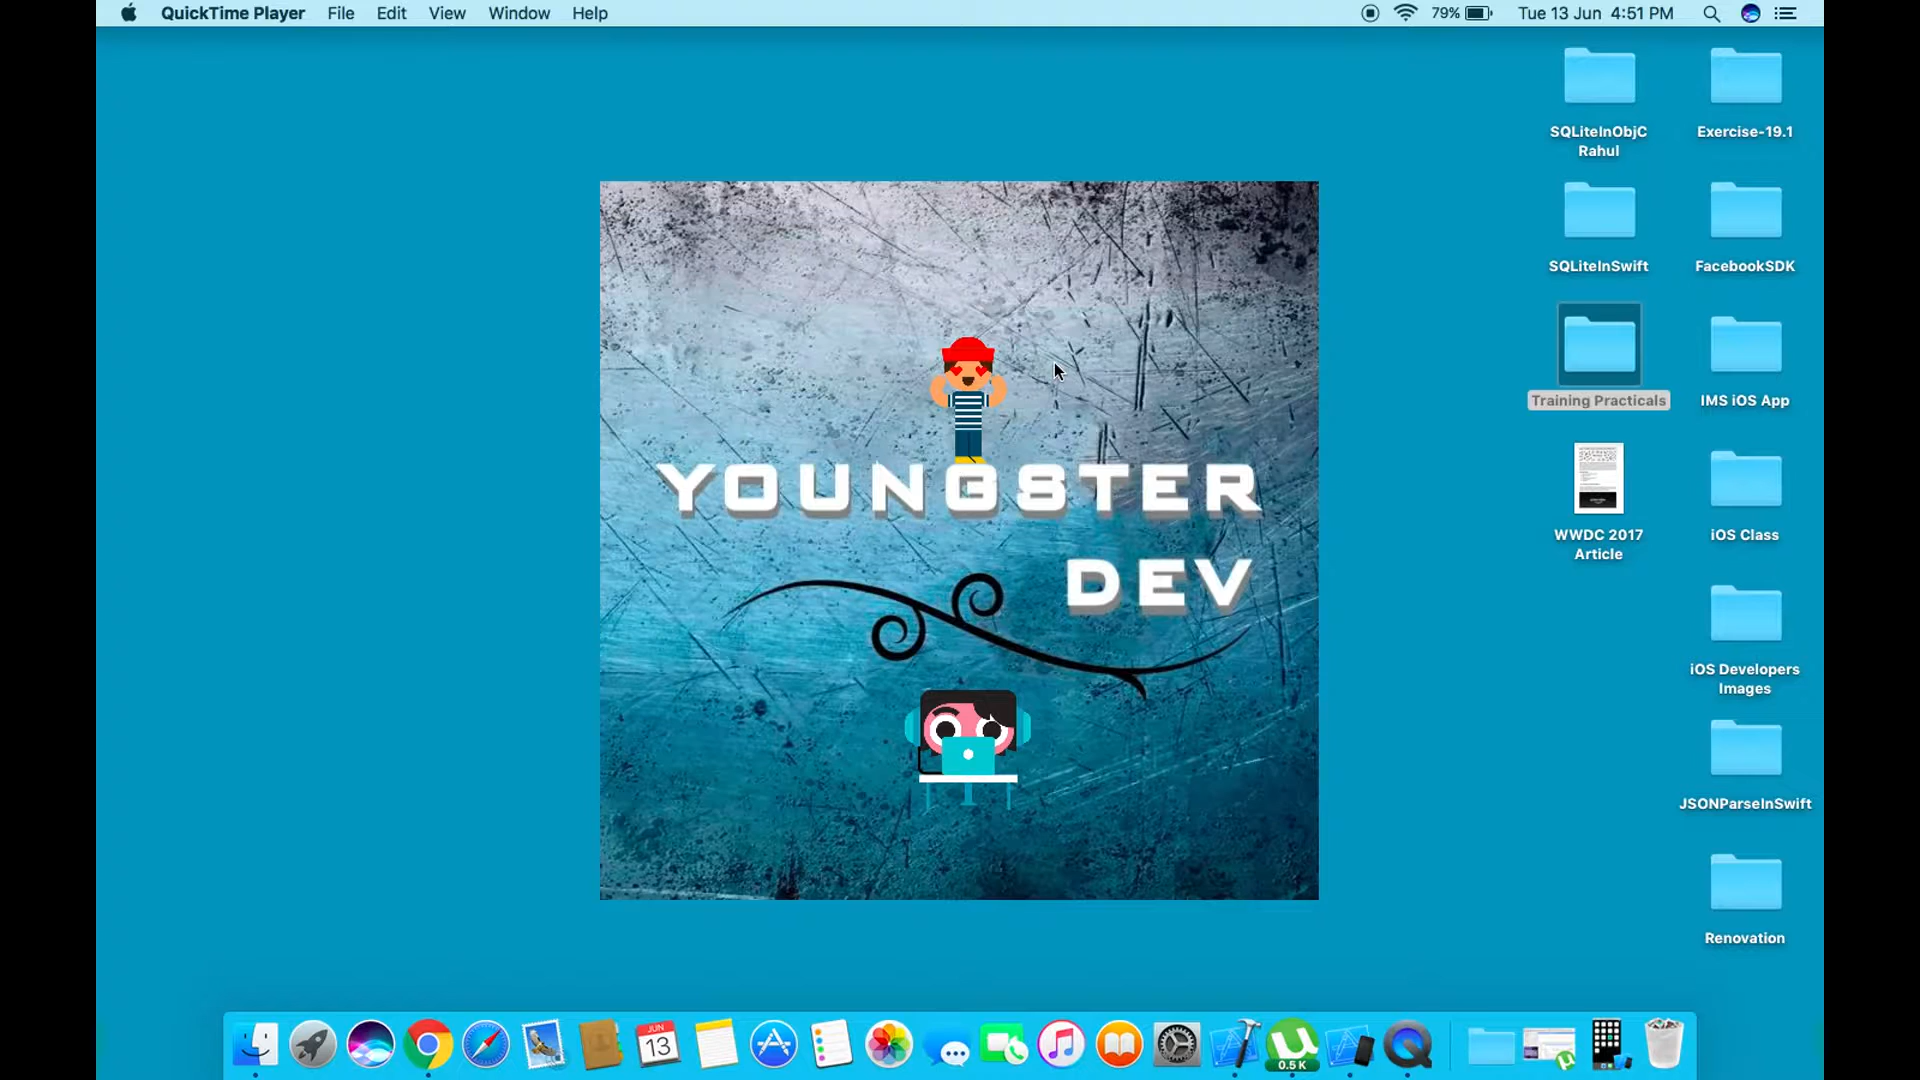 QuickTime Player File Edit View Window Help 79% Tue 13 Jun 4:51 PM
SQLiteInObjC
Rahul
Exercise-19.1
SQLiteInSwift
FacebookSDK
Training Practicals
IMS iOS App
WWDC 2017
Article
iOS Class
iOS Developers
Images
JSONParseInSwift
Renovation
YOUNGSTER
DEV
JUN
13
0.5 K